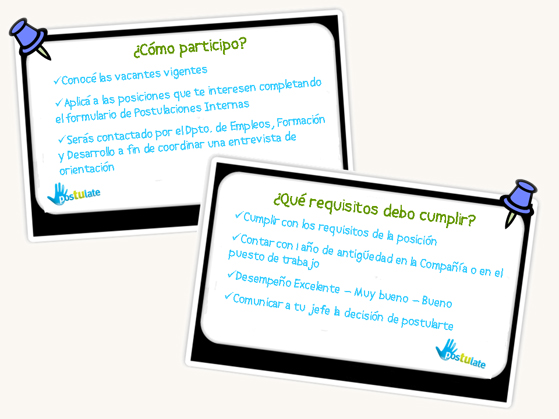 ¿Cómo participo?
✓Conocé las vacantes vigentes
✓Aplicá a las posiciones que te interesen completando
el formulario de Postulaciones Internas
✓Serás contactado por el Dpto. de Empleos, Formación
y Desarrollo a fin de coordinar una entrevista de
orientación
postulate
¿Qué requisitos debo cumplir?
✓Cumplir con los requisitos de la posición
✓Contar con 1 año de antigüedad en la Compañía o en el
puesto de trabajo
✓Desempeño Excelente – Muy bueno – Bueno
✓Comunicar a tu jefe la decisión de postularte
postulate